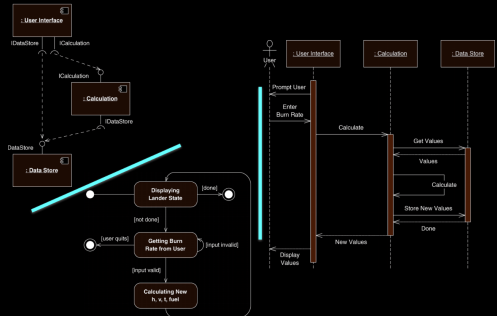 : User Interface
IDataStore
ICalculation
ICalculation
: Calculation
IDataStore
DataStore
: Data Store
Displaying
Lander State
[done]
[not done]
[user quits]
Getting Burn
Rate from User
[input invalid]
[input valid]
Calculating New
h, v, t, fuel
User
: User Interface
: Calculation
: Data Store
Prompt User
Enter
Burn Rate
Calculate
Get Values
Values
Calculate
Store New Values
Done
New Values
Display
Values